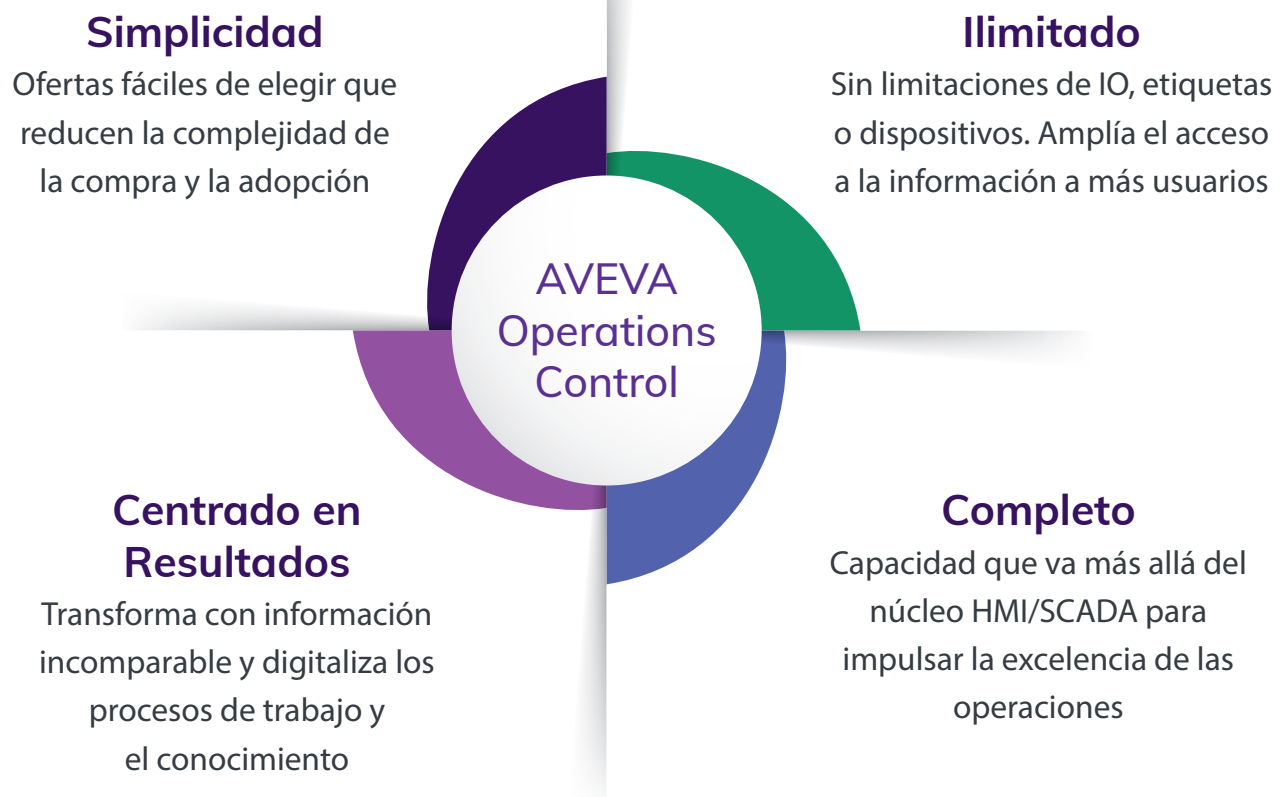 Simplicidad
Ofertas fáciles de elegir que
reducen la complejidad de
la compra y la adopción
Ilimitado
Sin limitaciones de IO, etiquetas
o dispositivos. Amplía el acceso
a la información a más usuarios
AVEVA
Operations
Control
Centrado en
Resultados
Transforma con información
incomparable y digitaliza los
procesos de trabajo y
el conocimiento
Completo
Capacidad que va más allá del
núcleo HMI/SCADA para
impulsar la excelencia de las
operaciones